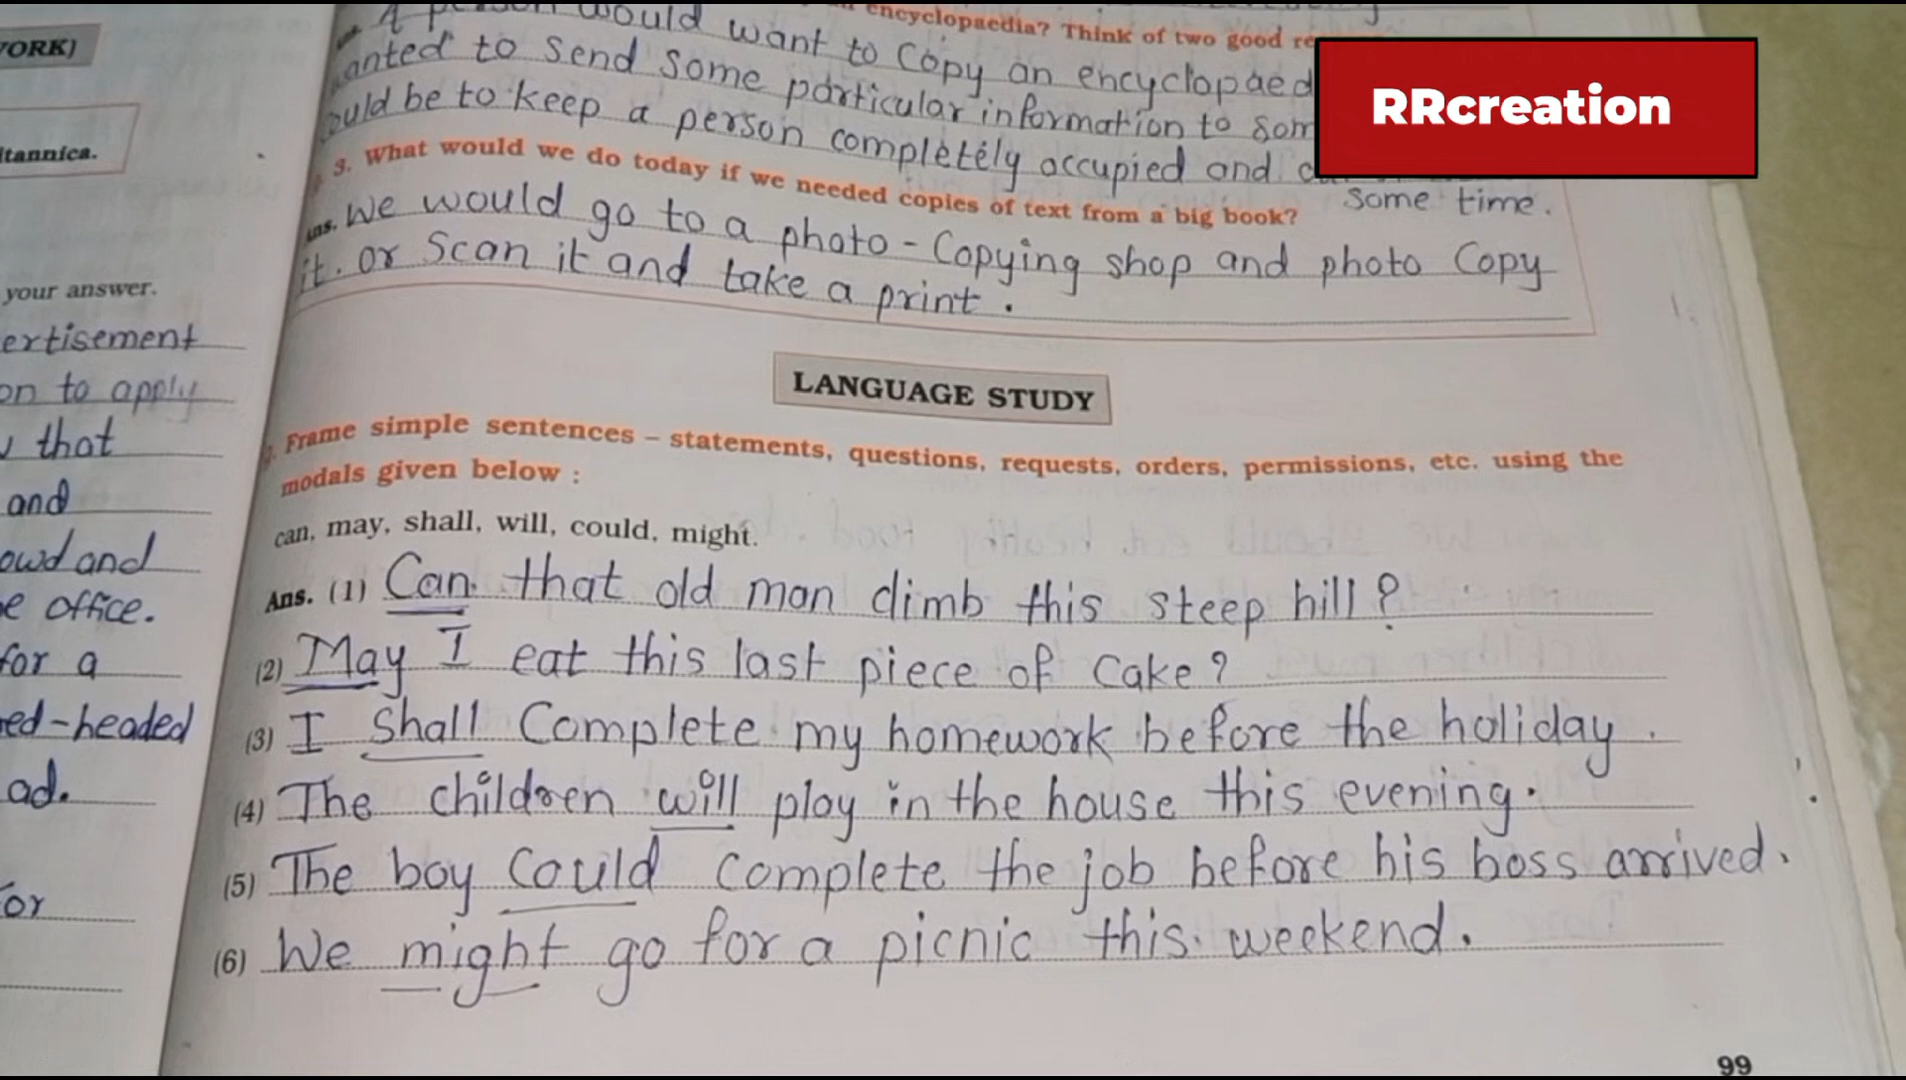 ORK)
tannica.
your answer.
ertisement
on to apply
that
and
owd and
e office.
for a
ed-headed
ad.
or
would want to Copy an encyclopaed
encyclopaedia? Think of two good re
RRcreation
anted to send some particular information to som
ould be to keep a person completely occupied and
some time.
3. What would we do today if we needed copies of text from a big book?
Ans. We would go to a photo-Copying shop and photo Copy
it. or Scan it and take a print.
LANGUAGE STUDY
Frame simple sentences – statements, questions, requests, orders, permissions, etc. using the
modals given below :
can, may, shall, will, could, might.
Ans. (1) Can that old man climb this steep hill?
(2) May I eat this last piece of Cake?
(3) I shall Complete my homework before the holiday.
(4) The children will play in the house this evening.
(5) The boy Could Complete the job before his boss arrived.
(6) We might go for a picnic this weekend.
99